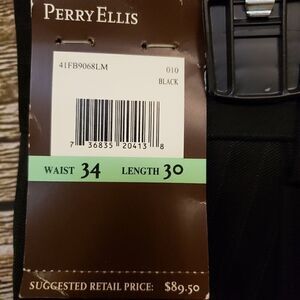 PERRY ELLIS
41FB9068LM 010
BLACK
7 36835 20413 8
WAIST 34 LENGTH 30
SUGGESTED RETAIL PRICE: $89.50